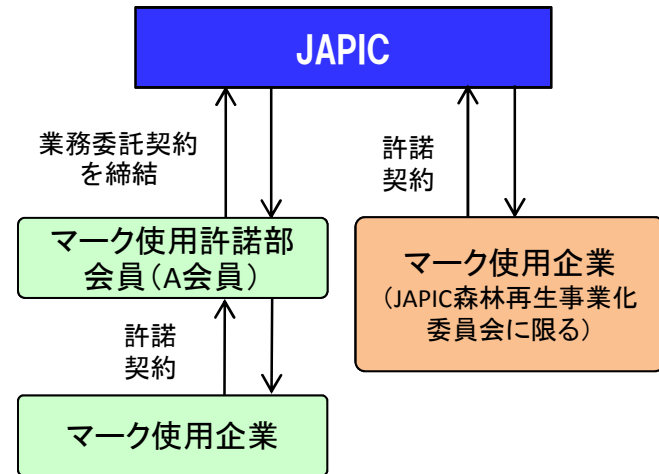 JAPIC
業務委託契約
を締結
許諾
契約
マーク使用許諾部
会員（A会員）
マーク使用企業
（JAPIC森林再生事業化
委員会に限る）
許諾
契約
マーク使用企業